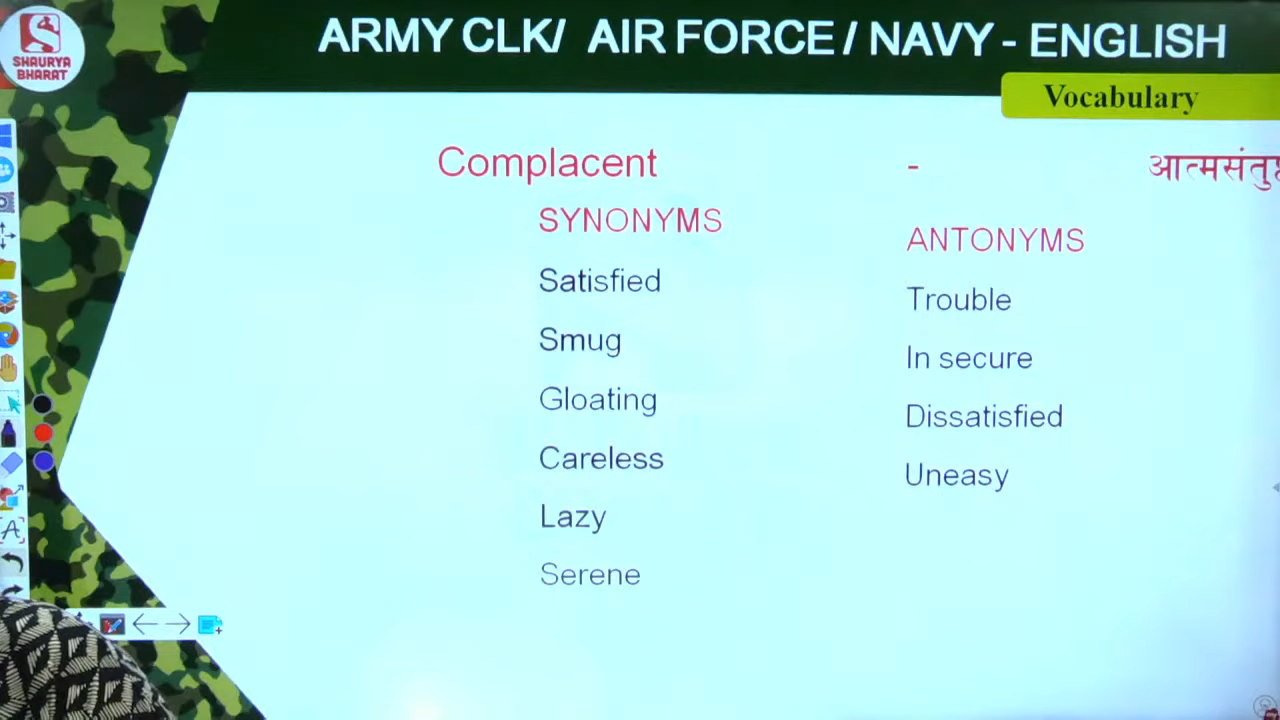 SHAURYA
BHARAT
ARMY CLK/ AIR FORCE / NAVY - ENGLISH
Vocabulary
Complacent -
SYNONYMS
Satisfied
Smug
Gloating
Careless
Lazy
Serene
ANTONYMS
Trouble
In secure
Dissatisfied
Uneasy